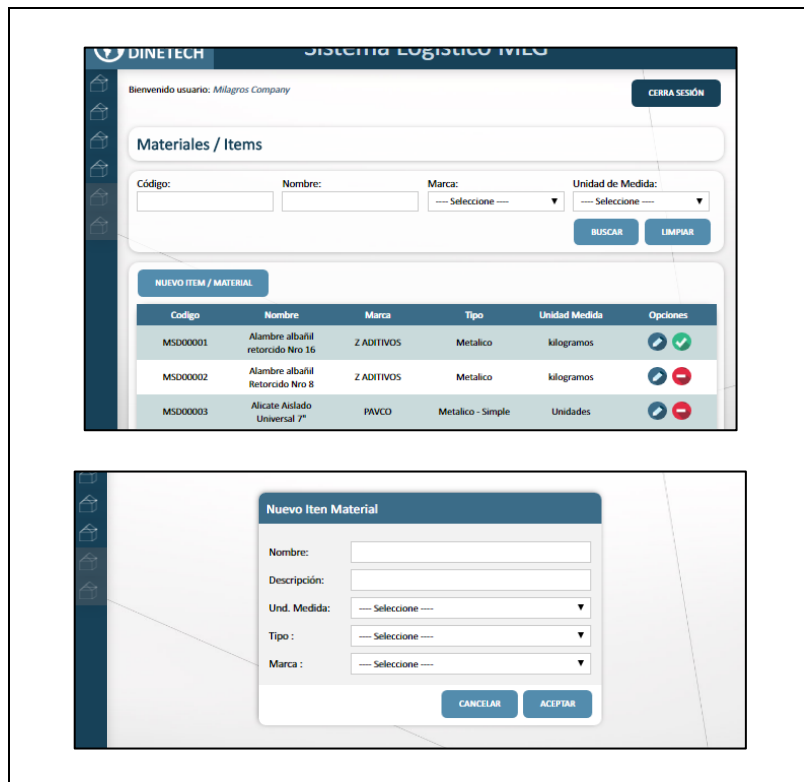 DINETECH Sistema Logístico MLG
Bienvenido usuario: Milagros Company
CERRA SESIÓN
Materiales / Items
Código: Nombre: Marca: Unidad de Medida:
---- Seleccione ---- ---- Seleccione ----
BUSCAR LIMPIAR
NUEVO ITEM / MATERIAL
Codigo Nombre Marca Tipo Unidad Medida Opciones
MSD00001 Alambre albañil retorcido Nro 16 Z ADITIVOS Metalico kilogramos
MSD00002 Alambre albañil Retorcido Nro 8 Z ADITIVOS Metalico kilogramos
MSD00003 Alicate Aislado Universal 7" PAVCO Metalico - Simple Unidades
Nuevo Iten Material
Nombre:
Descripción:
Und. Medida: ---- Seleccione ----
Tipo : ---- Seleccione ----
Marca : ---- Seleccione ----
CANCELAR ACEPTAR